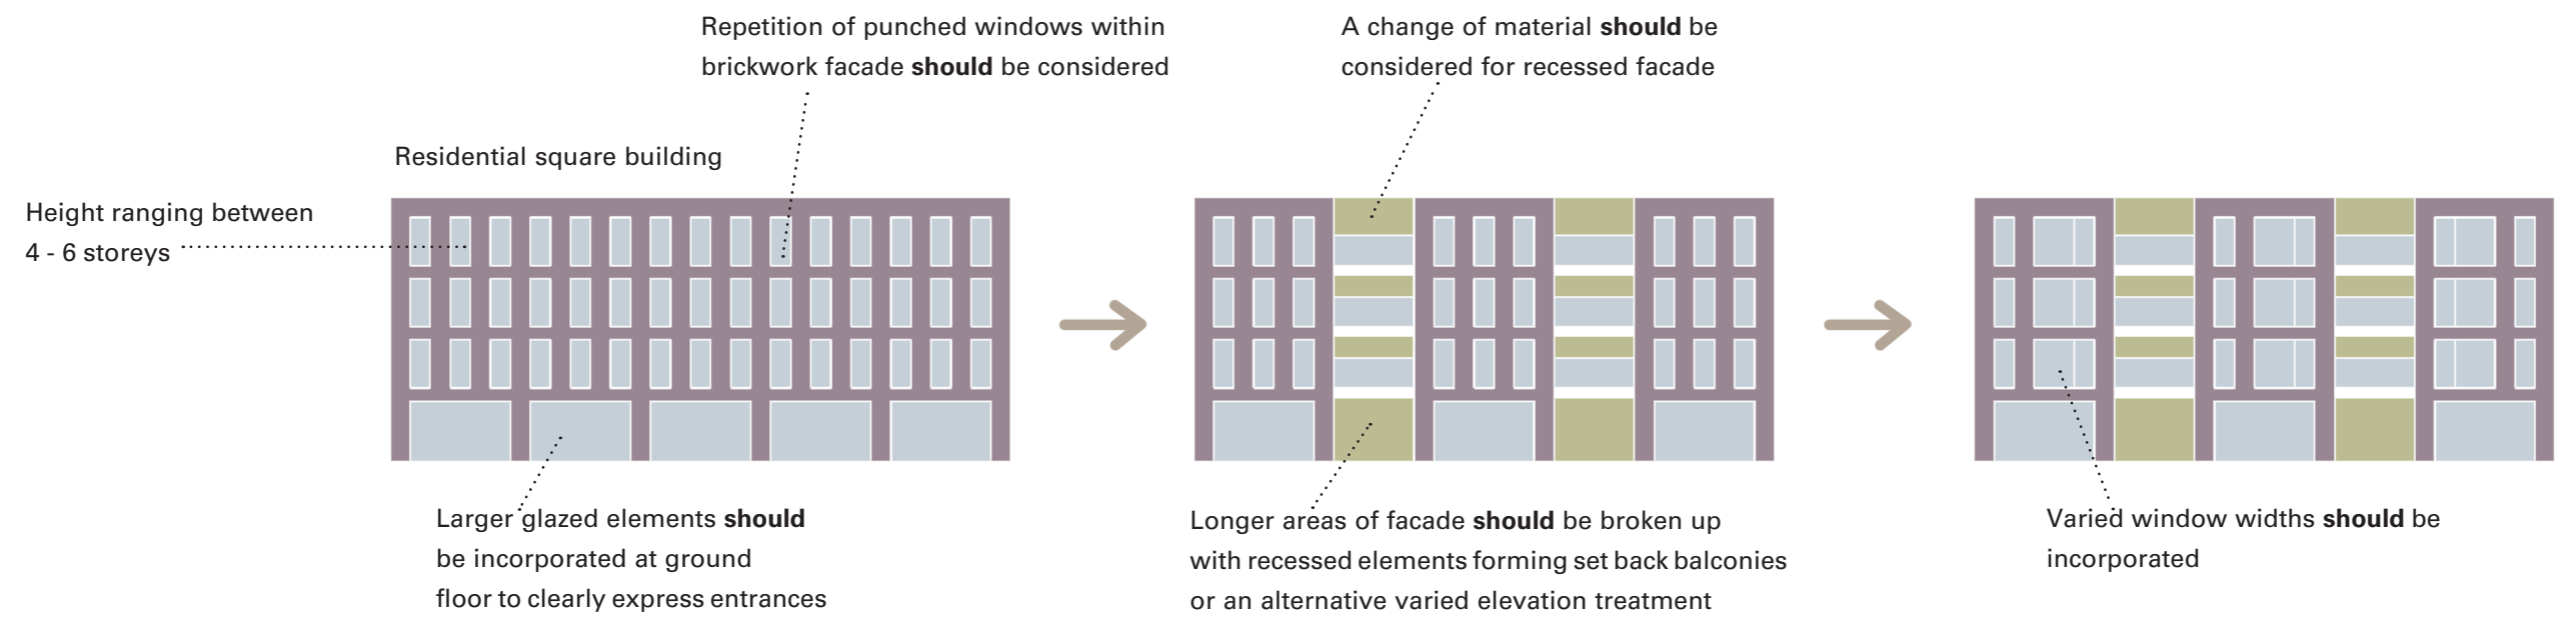 Repetition of punched windows within
brickwork facade should be considered
A change of material should be
considered for recessed facade
Residential square building
Height ranging between
4 - 6 storeys
Larger glazed elements should
be incorporated at ground
floor to clearly express entrances
Longer areas of facade should be broken up
with recessed elements forming set back balconies
or an alternative varied elevation treatment
Varied window widths should be
incorporated